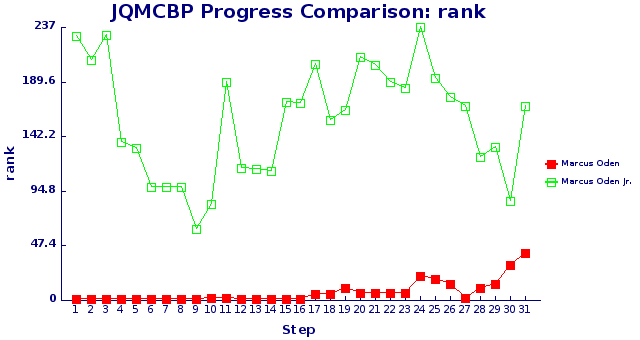 JQMCBP Progress Comparison: rank
237
189.6
142.2
94.8
47.4
0
rank
1 2 3 4 5 6 7 8 9 10 11 12 13 14 15 16 17 18 19 20 21 22 23 24 25 26 27 28 29 30 31
Step
Marcus Oden
Marcus Oden Jr.